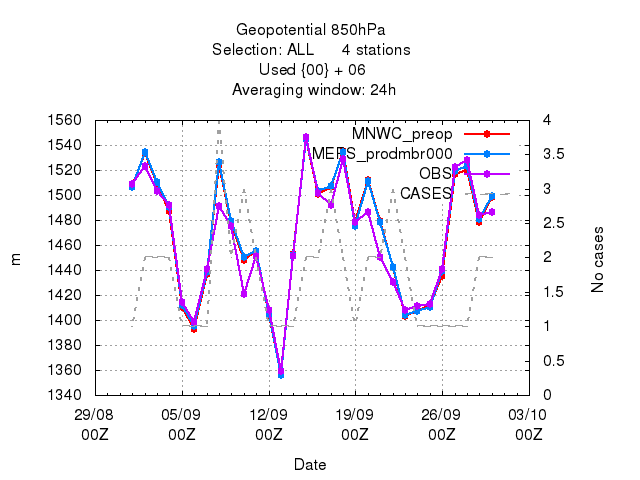 Geopotential 850hPa
Selection: ALL 4 stations
Used {00} + 06
Averaging window: 24h
MNWC_preop
MEPS_prodmbr000
OBS
CASES
1560
1540
1520
1500
1480
1460
1440
1420
1400
1380
1360
1340
m
4
3.5
3
2.5
2
1.5
1
0.5
0
No cases
29/08 05/09 12/09 19/09 26/09 03/10
00Z 00Z 00Z 00Z 00Z 00Z
Date